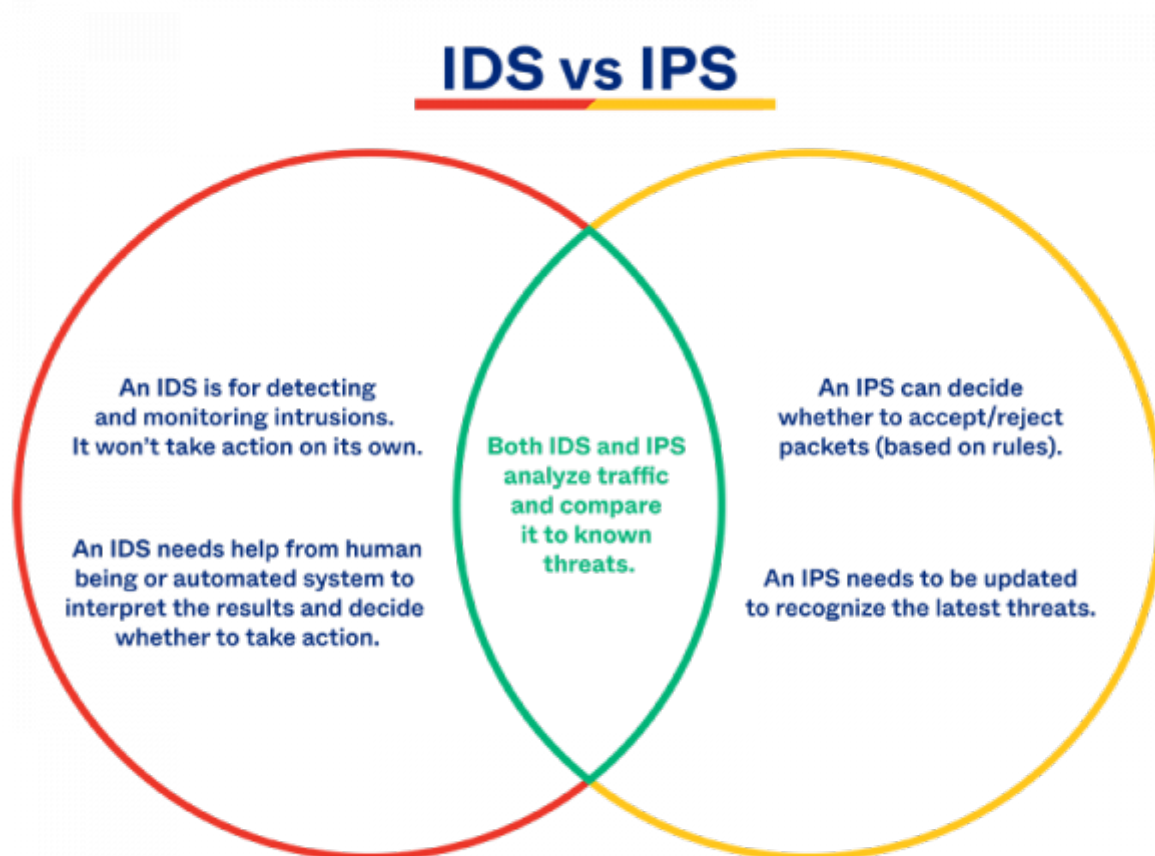 IDS vs IPS
An IDS is for detecting
and monitoring intrusions.
It won't take action on its own.
An IDS needs help from human
being or automated system to
interpret the results and decide
whether to take action.
Both IDS and IPS
analyze traffic
and compare
it to known
threats.
An IPS can decide
whether to accept/reject
packets (based on rules).
An IPS needs to be updated
to recognize the latest threats.